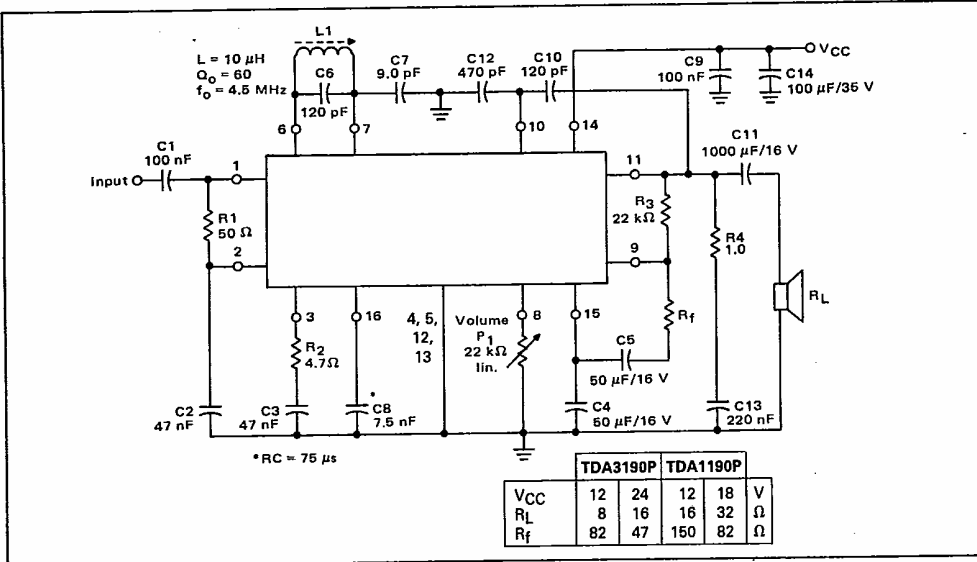 L1
L = 10 μH
Q₀ = 60
f₀ = 4.5 MHz
C6
120 pF
C7
9.0 pF
C12
470 pF
C10
120 pF
C9
100 nF
C14
100 μF/35 V
VCC
6
7
10
14
C1
100 nF
Input
1
R1
50 Ω
2
11
R3
22 kΩ
9
C11
1000 μF/16 V
R4
1.0
RL
Rf
3
16
4, 5,
12,
13
Volume
P1
22 kΩ
lin.
8
15
R2
4.7Ω
C5
50 μF/16 V
C2
47 nF
C3
47 nF
*
C8
7.5 nF
C4
50 μF/16 V
C13
220 nF
*RC = 75 μs
TDA3190P TDA1190P
VCC 12 24 12 18 V
RL 8 16 16 32 Ω
Rf 82 47 150 82 Ω